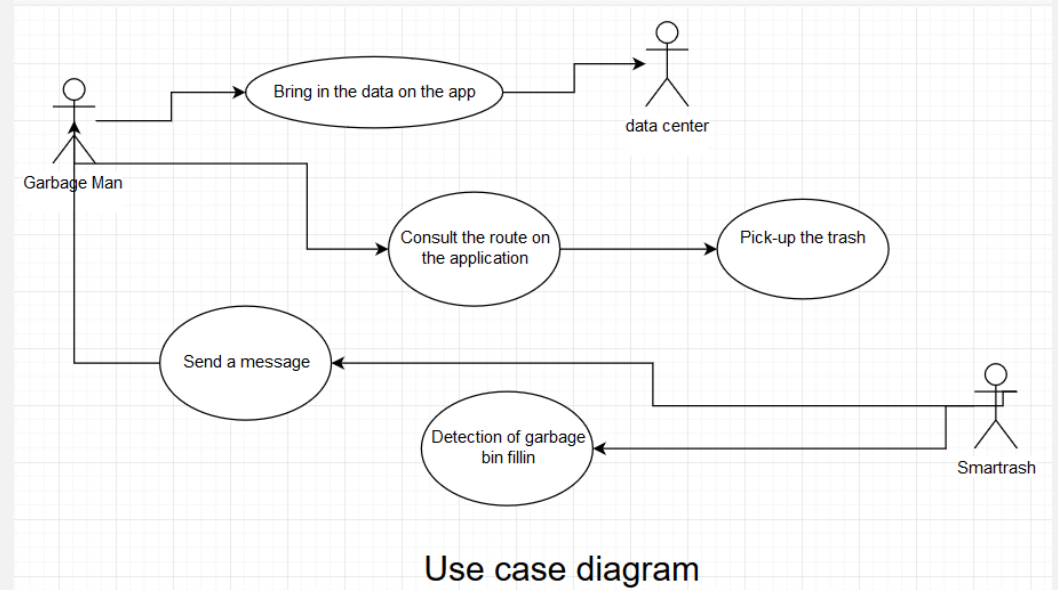 Bring in the data on the app
data center
Garbage Man
Consult the route on
the application
Pick-up the trash
Send a message
Detection of garbage
bin fillin
Smartrash
Use case diagram